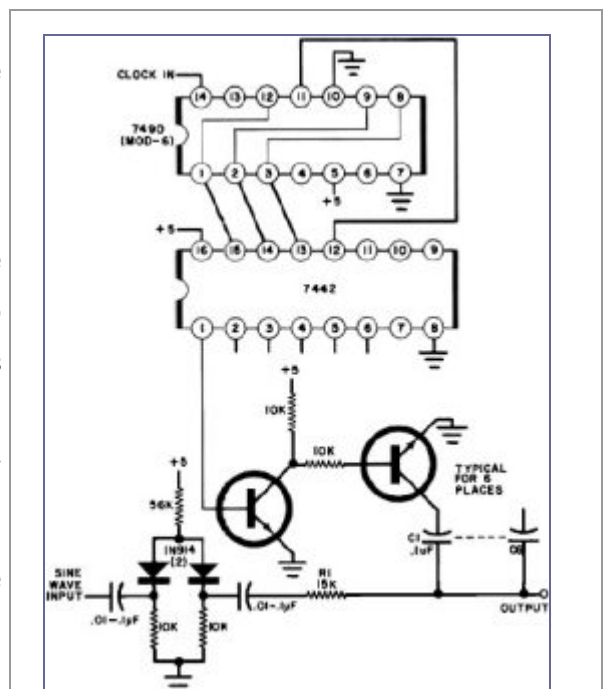 CLOCK IN
14 13 12 11 10 9 8
7490
(MOD-6)
1 2 3 4 5 6 7
+5
+5
16 15 14 13 12 11 10 9
7442
1 2 3 4 5 6 7 8
+5
10K
10K
TYPICAL
FOR 6
PLACES
+5
56K
1N914
(2)
C1
.1uF
C6
SINE
WAVE
INPUT
R1
15K
.01-.1µF
.01-.1µF
OUTPUT
10K
10K